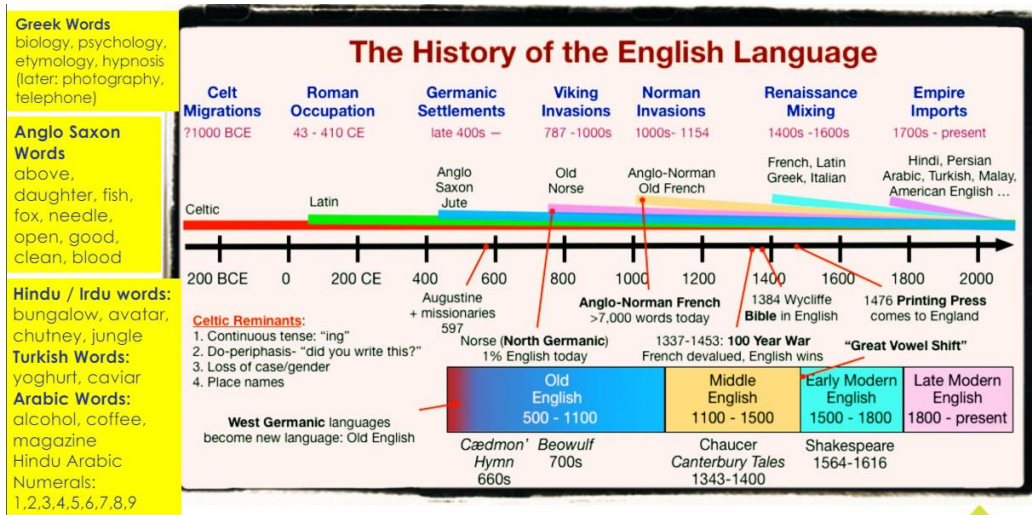 Greek Words
biology, psychology,
etymology, hypnosis
(later: photography,
telephone)
Anglo Saxon
Words
above,
daughter, fish,
fox, needle,
open, good,
clean, blood
Hindu / Irdu words:
bungalow, avatar,
chutney, jungle
Turkish Words:
yoghurt, caviar
Arabic Words:
alcohol, coffee,
magazine
Hindu Arabic
Numerals:
1,2,3,4,5,6,7,8,9
The History of the English Language
Celt
Migrations
?1000 BCE
Roman
Occupation
43 - 410 CE
Germanic
Settlements
late 400s —
Viking
Invasions
787 -1000s
Norman
Invasions
1000s- 1154
Renaissance
Mixing
1400s -1600s
Empire
Imports
1700s - present
Celtic
Latin
Anglo
Saxon
Jute
Old
Norse
Anglo-Norman
Old French
French, Latin
Greek, Italian
Hindi, Persian
Arabic, Turkish, Malay,
American English ...
200 BCE 0 200 CE 400 600 800 1000 1200 1400 1600 1800 2000
Augustine
+ missionaries
597
Norse (North Germanic)
1% English today
Anglo-Norman French
>7,000 words today
1337-1453: 100 Year War
French devalued, English wins
1384 Wycliffe
Bible in English
1476 Printing Press
comes to England
"Great Vowel Shift"
Celtic Reminants:
1. Continuous tense: "ing"
2. Do-periphasis- "did you write this?"
3. Loss of case/gender
4. Place names
West Germanic languages
become new language: Old English
Old
English
500 - 1100
Middle
English
1100 - 1500
Early Modern
English
1500 - 1800
Late Modern
English
1800 - present
Cædmon'
Hymn
660s
Beowulf
700s
Chaucer
Canterbury Tales
1343-1400
Shakespeare
1564-1616